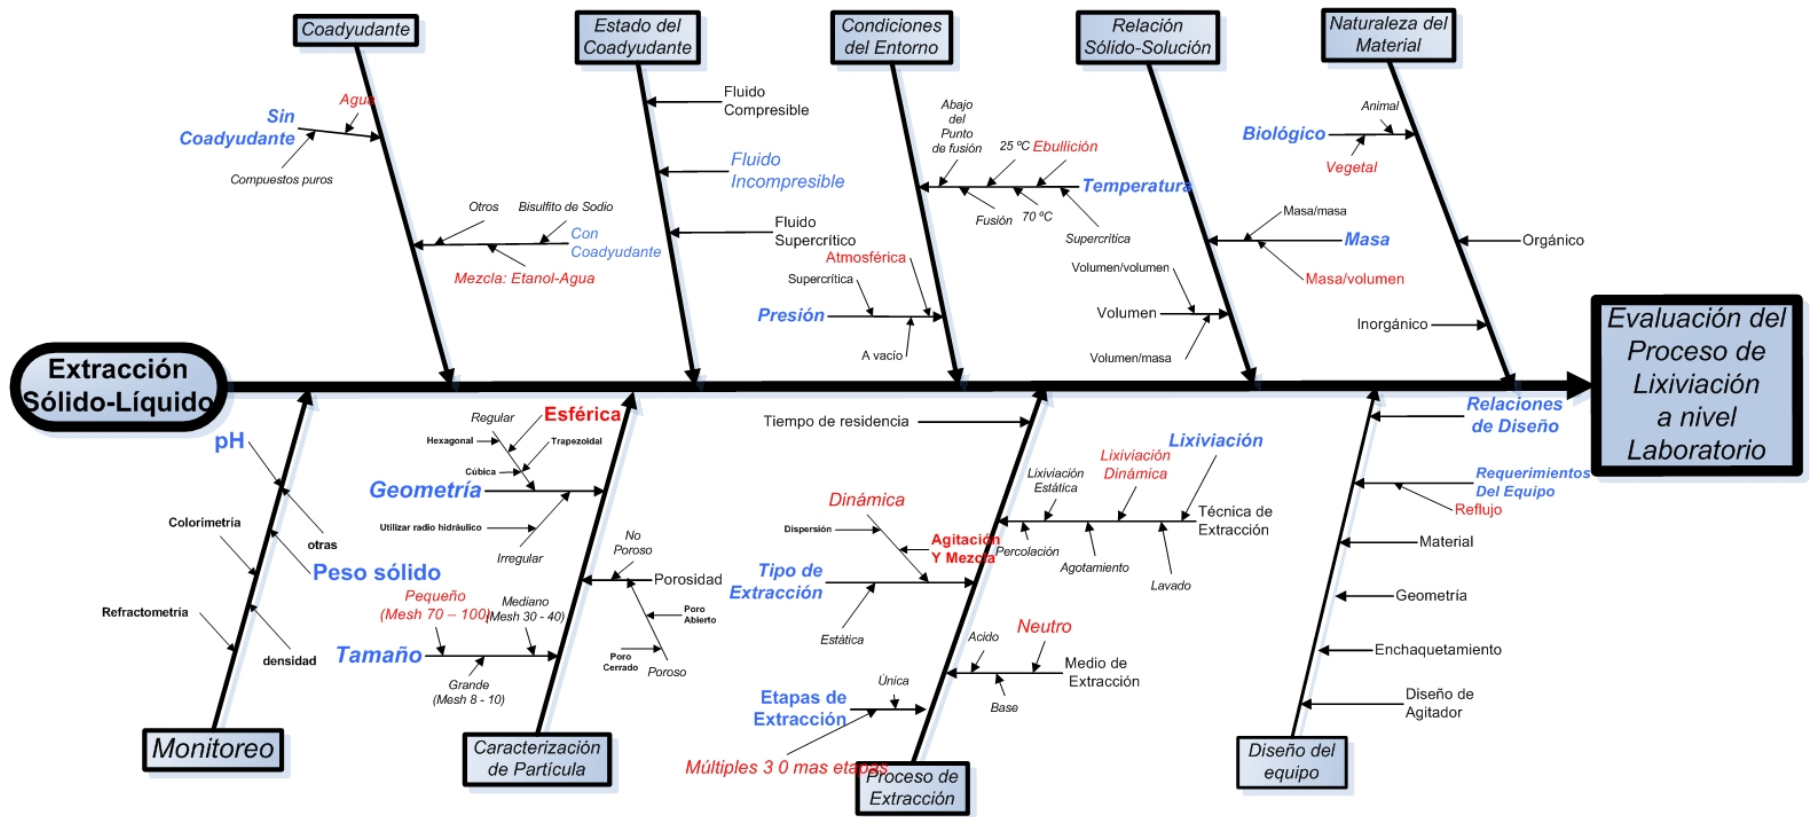 Coadyudante
Estado del
Coadyudante
Condiciones
del Entorno
Relación
Sólido-Solución
Naturaleza del
Material
Agua
Sin
Coadyudante
Compuestos puros
Otros
Bisulfito de Sodio
Con
Coadyudante
Mezcla: Etanol-Agua
Fluido
Compresible
Fluido
Incompresible
Fluido
Supercrítico
Abajo
del
Punto
de fusión
25 ºC
Ebullición
Temperatura
Fusión
70 ºC
Supercrítica
Atmosférica
Supercrítica
Presión
A vacío
Masa/masa
Masa
Masa/volumen
Volumen/volumen
Volumen
Volumen/masa
Animal
Biológico
Vegetal
Orgánico
Inorgánico
Extracción
Sólido-Líquido
Evaluación del
Proceso de
Lixiviación
a nivel
Laboratorio
pH
Colorimetría
otras
Peso sólido
Refractometría
densidad
Monitoreo
Regular
Esférica
Hexagonal
Trapezoidal
Cúbica
Geometría
Utilizar radio hidráulico
Irregular
No
Poroso
Porosidad
Poro
Abierto
Poro
Cerrado
Poroso
Pequeño
(Mesh 70 – 100)
Mediano
(Mesh 30 - 40)
Tamaño
Grande
(Mesh 8 - 10)
Caracterización
de Partícula
Tiempo de residencia
Lixiviación
Lixiviación
Dinámica
Lixiviación
Estática
Técnica de
Extracción
Percolación
Agotamiento
Lavado
Dinámica
Dispersión
Agitación
Y Mezcla
Tipo de
Extracción
Estática
Neutro
Acido
Medio de
Extracción
Base
Única
Etapas de
Extracción
Múltiples 3 0 mas etapas
Proceso de
Extracción
Relaciones
de Diseño
Requerimientos
Del Equipo
Reflujo
Material
Geometría
Enchaquetamiento
Diseño de
Agitador
Diseño del
equipo